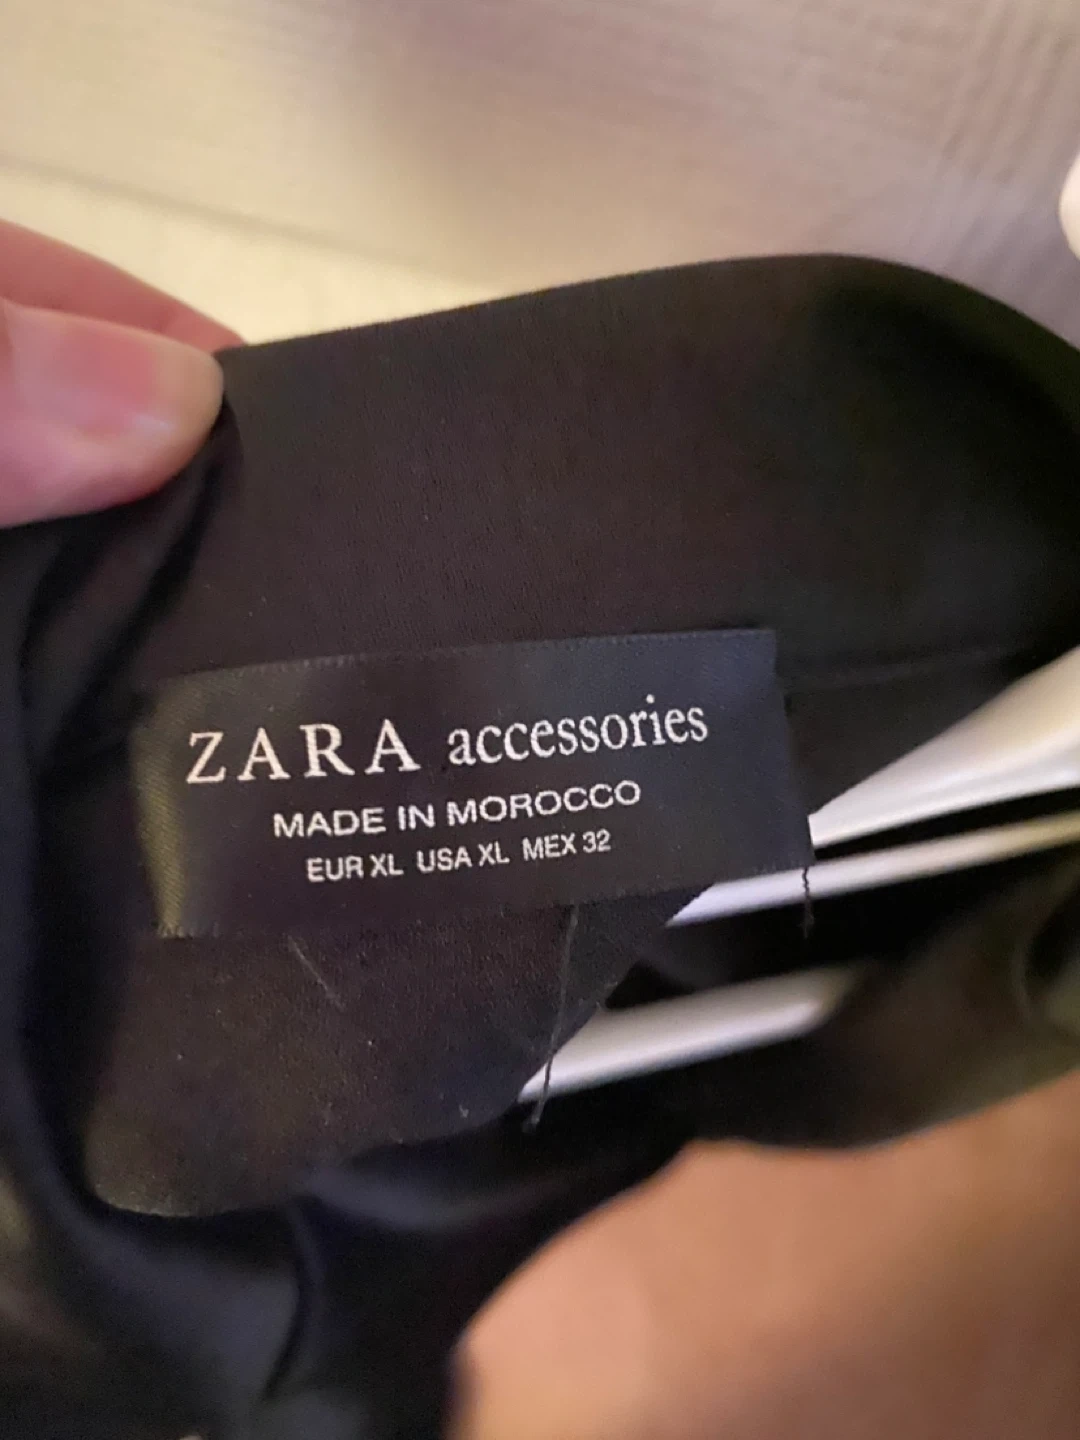 ZARA accessories
MADE IN MOROCCO
EUR XL USA XL MEX 32